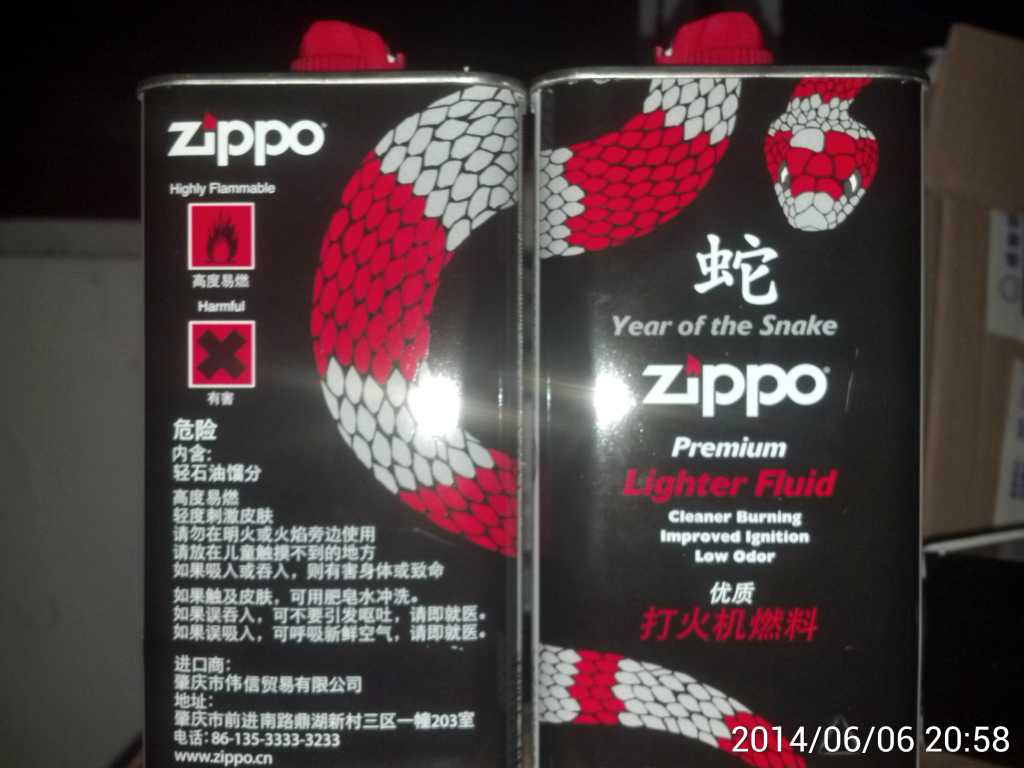 Zippo
Highly Flammable
高度易燃
Harmful
有害
危险
内含:
轻石油馏分
高度易燃
轻度刺激皮肤
请勿在明火或火焰旁边使用
请放在儿童触摸不到的地方
如果吸入或吞入，则有害身体或致命
如果触及皮肤，可用肥皂水冲洗。
如果误吞入，可不要引发呕吐，请即就医。
如果误吸入，可呼吸新鲜空气，请即就医。
进口商:
肇庆市伟信贸易有限公司
地址:
肇庆市前进南路鼎湖新村三区一幢203室
电话:86-135-3333-3233
www.zippo.cn
蛇
Year of the Snake
Zippo
Premium
Lighter Fluid
Cleaner Burning
Improved Ignition
Low Odor
优质
打火机燃料
2014/06/06 20:58